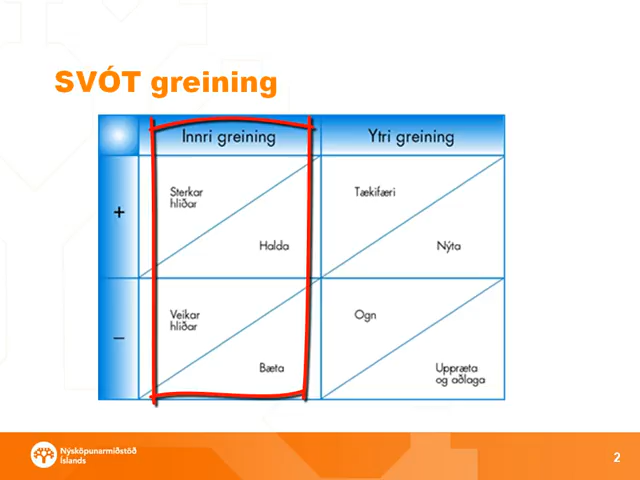 SVÓT greining
Innri greining
Ytri greining
+
Sterkar
hliðar
Halda
Tækifæri
Nýta
–
Veikar
hliðar
Bæta
Ogn
Uppræta
og aðlaga
Nýsköpunarmiðstöð
Íslands
2